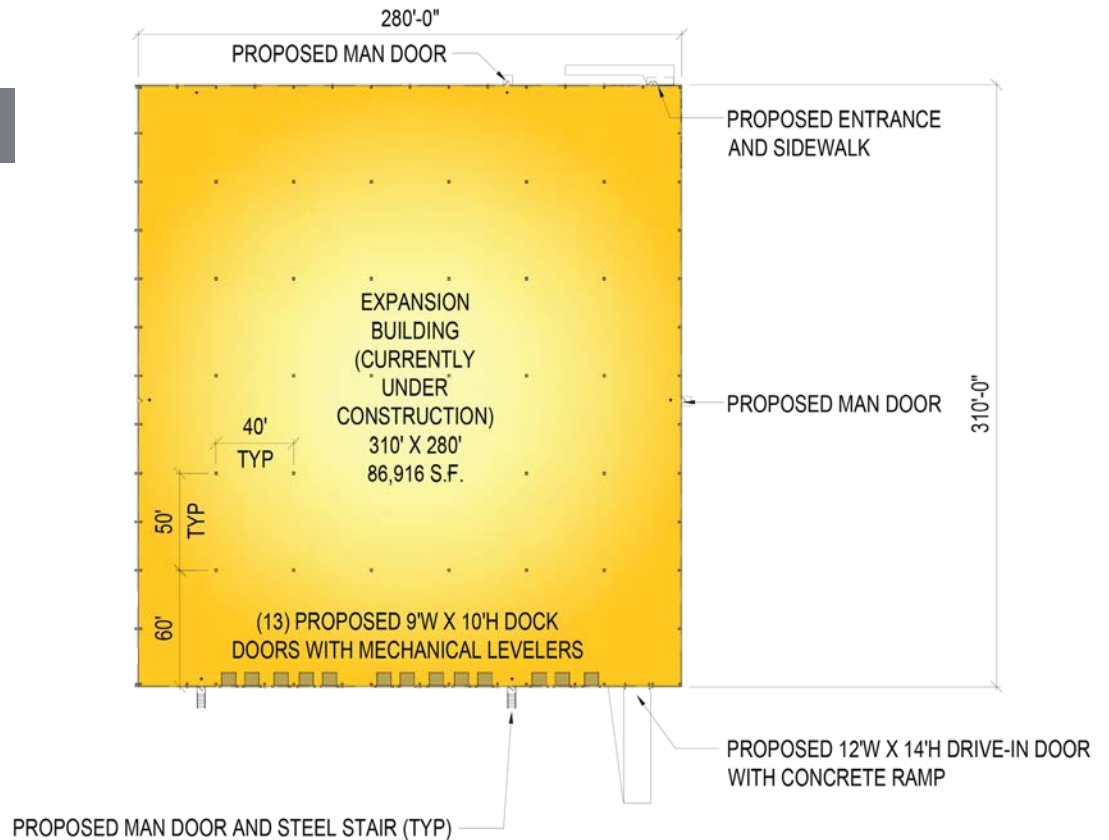 280'-0"
PROPOSED MAN DOOR
PROPOSED ENTRANCE
AND SIDEWALK
EXPANSION
BUILDING
(CURRENTLY
UNDER
CONSTRUCTION)
310' X 280'
86,916 S.F.
310'-0"
PROPOSED MAN DOOR
40'
TYP
50'
TYP
60'
(13) PROPOSED 9'W X 10'H DOCK
DOORS WITH MECHANICAL LEVELERS
PROPOSED 12'W X 14'H DRIVE-IN DOOR
WITH CONCRETE RAMP
PROPOSED MAN DOOR AND STEEL STAIR (TYP)